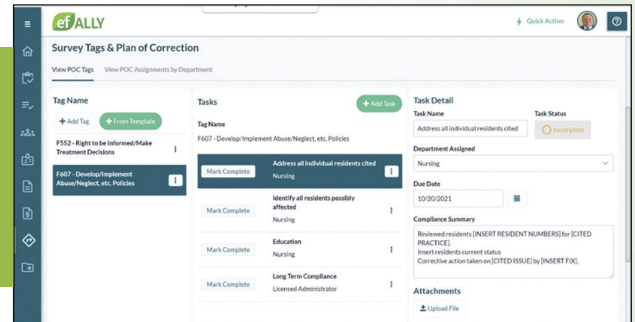 efALLY
Quick Action
Survey Tags & Plan of Correction
View POC Tags View POC Assignments by Department
Tag Name
+ Add Tag + From Template
F552 - Right to be Informed/Make
Treatment Decisions
F607 - Develop/Implement
Abuse/Neglect, etc. Policies
Tasks
+ Add Task
Tag Name
F607 - Develop/Implement Abuse/Neglect, etc. Policies
Mark Complete
Address all individual residents cited
Nursing
Mark Complete
Identify all residents possibly
affected
Nursing
Mark Complete
Education
Nursing
Mark Complete
Long Term Compliance
Licensed Administrator
Task Detail
Task Name Task Status
Address all individual residents cited Incomplete
Department Assigned
Nursing
Due Date
10/20/2021
Compliance Summary
Reviewed residents [INSERT RESIDENT NUMBERS] for [CITED
PRACTICE].
Insert residents current status
Corrective action taken on [CITED ISSUE] by [INSERT FIX].
Attachments
Upload File